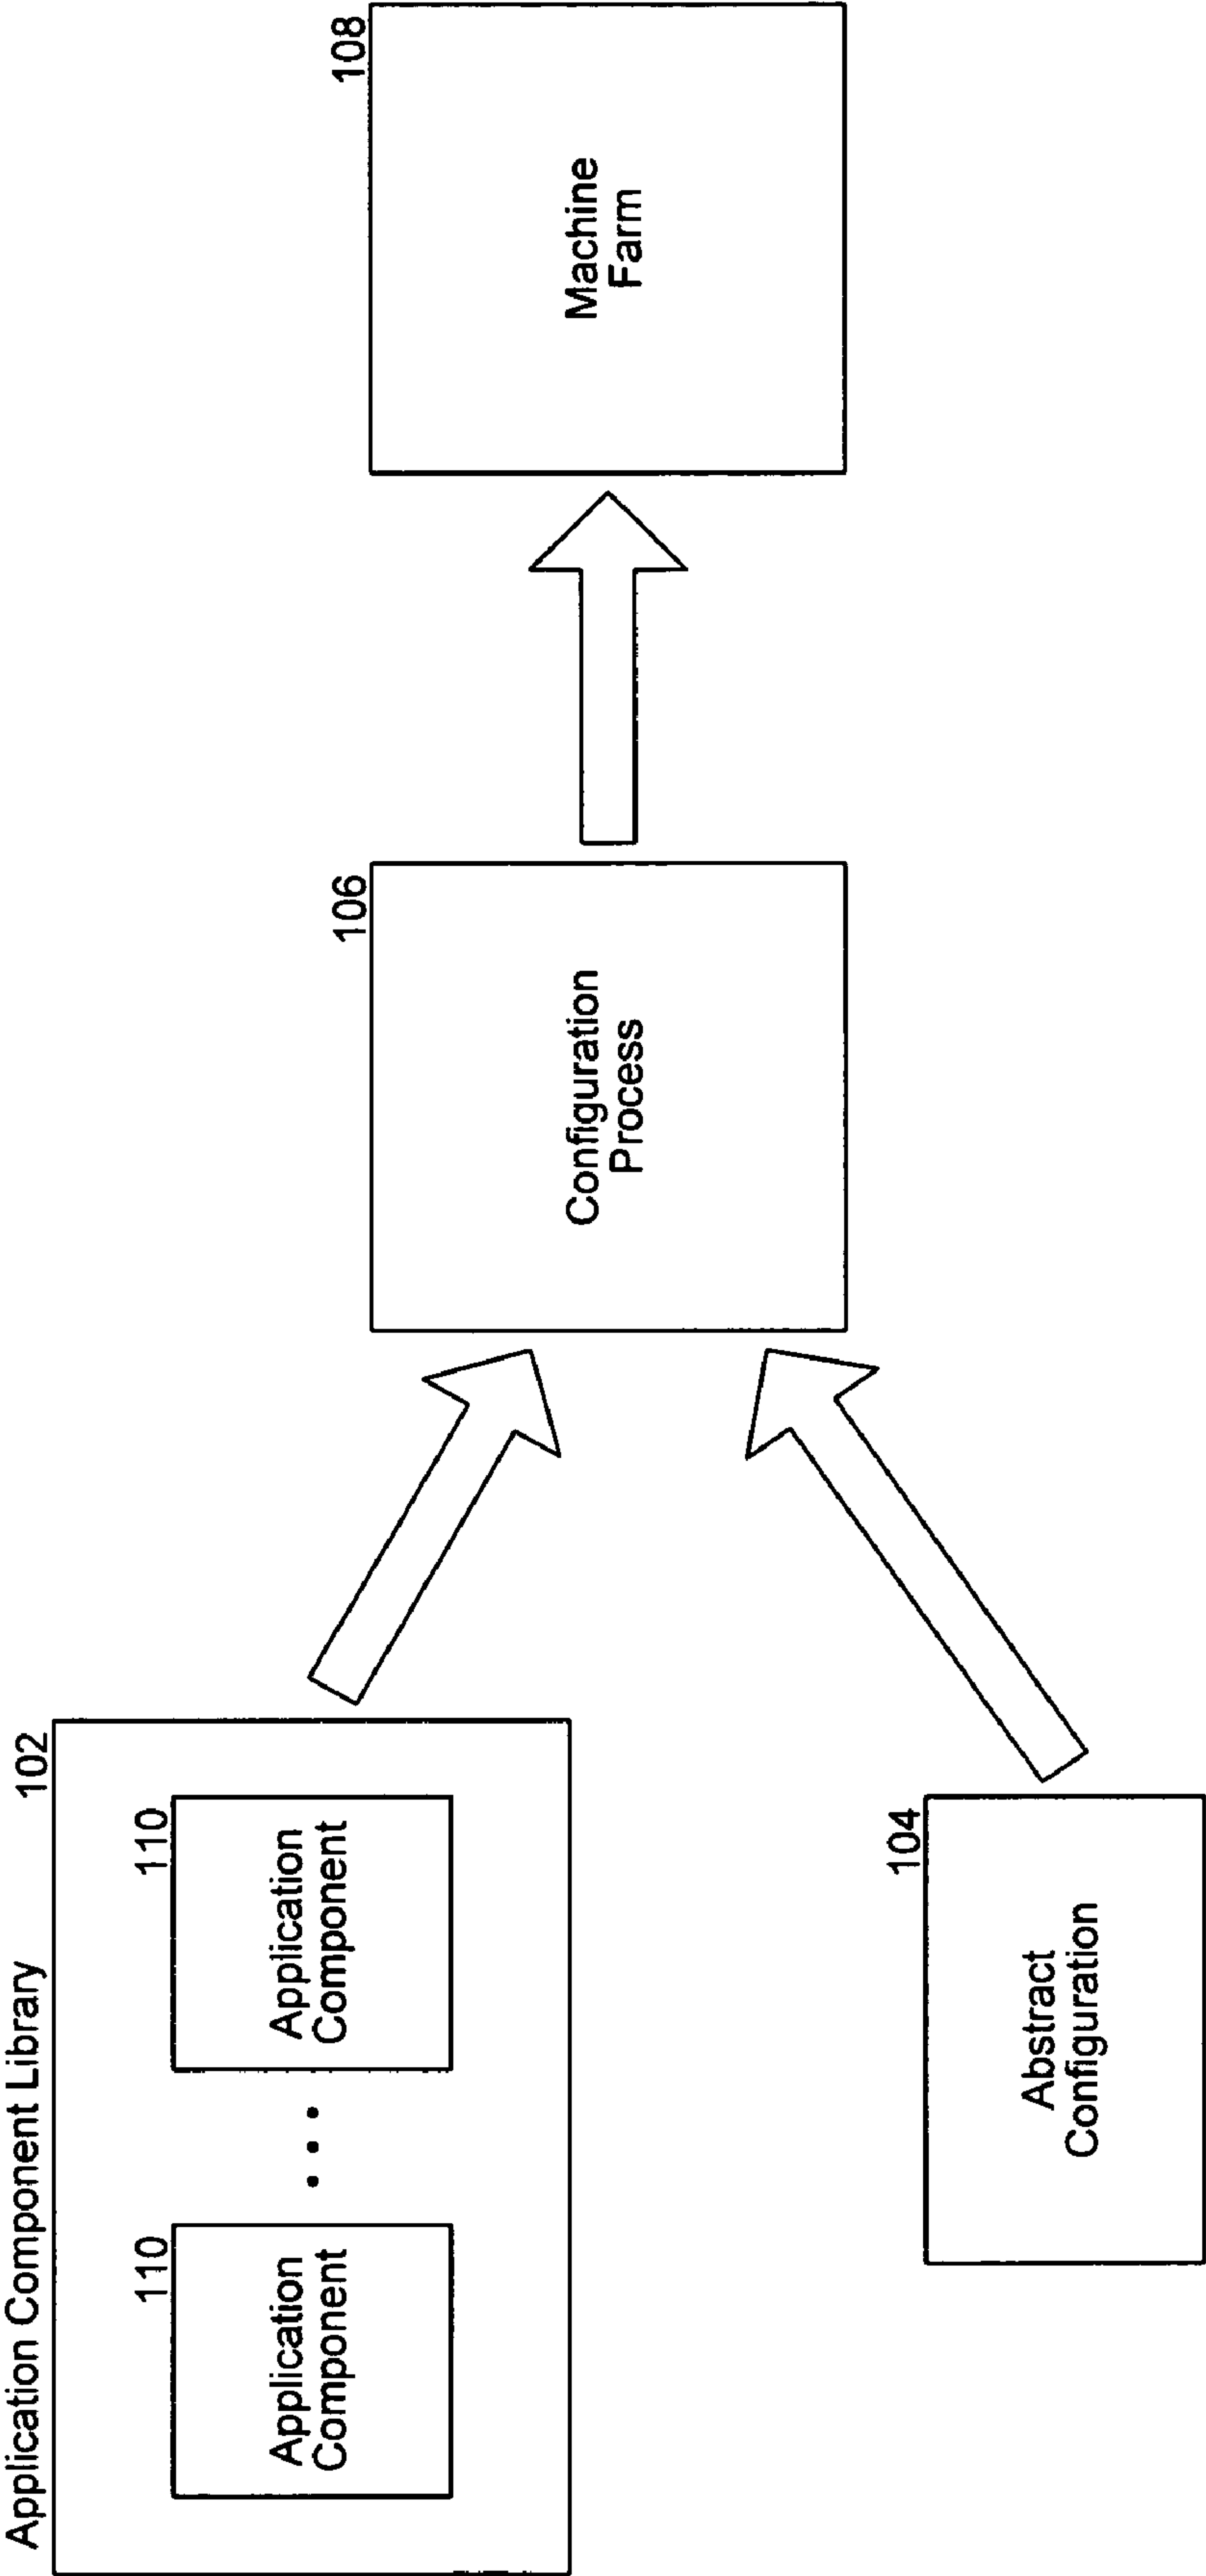 Application Component Library 102
110
Application
Component
. . .
110
Application
Component
104
Abstract
Configuration
106
Configuration
Process
108
Machine
Farm